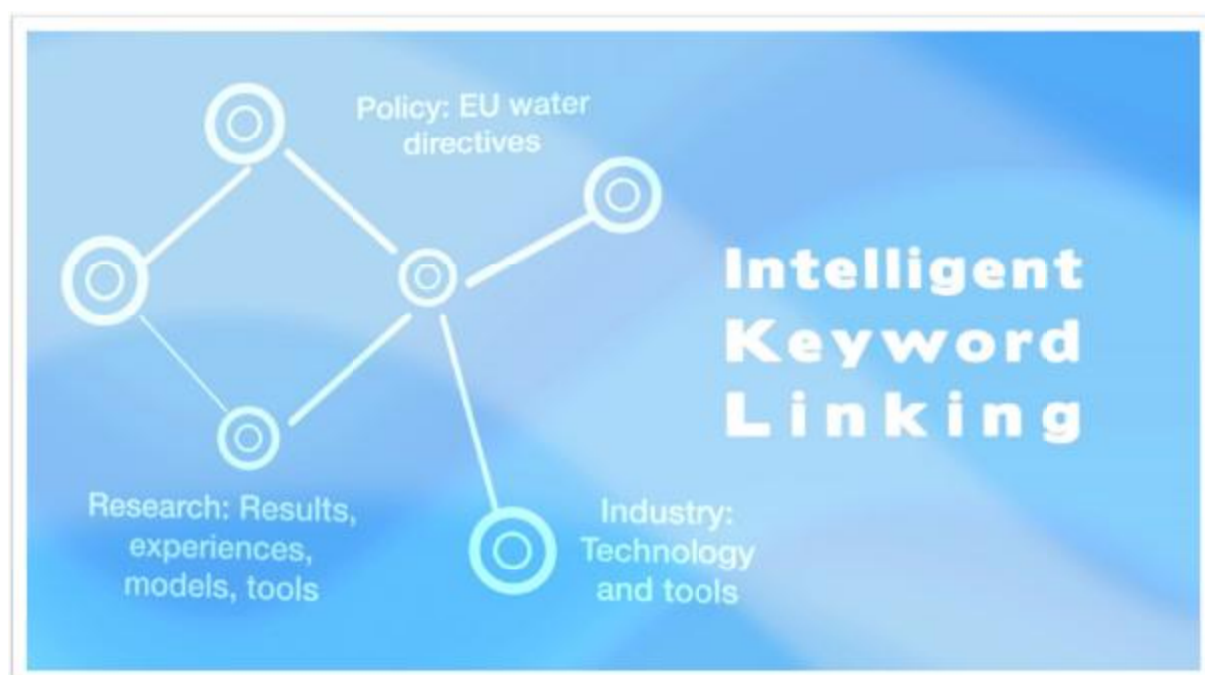 Policy: EU water
directives
Intelligent
Keyword
Linking
Research: Results,
experiences,
models, tools
Industry:
Technology
and tools